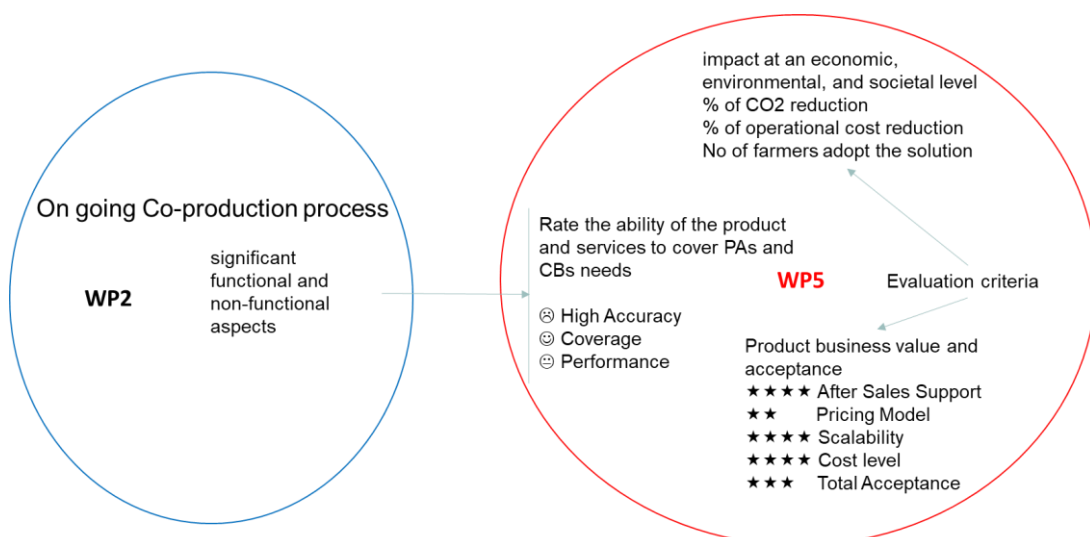 On going Co-production process
WP2
significant
functional and
non-functional
aspects
Rate the ability of the product
and services to cover PAs and
CBs needs
☹ High Accuracy
☺ Coverage
😐 Performance
WP5
impact at an economic,
environmental, and societal level
% of CO2 reduction
% of operational cost reduction
No of farmers adopt the solution
Evaluation criteria
Product business value and
acceptance
★★★★ After Sales Support
★★ Pricing Model
★★★★ Scalability
★★★★ Cost level
★★★ Total Acceptance